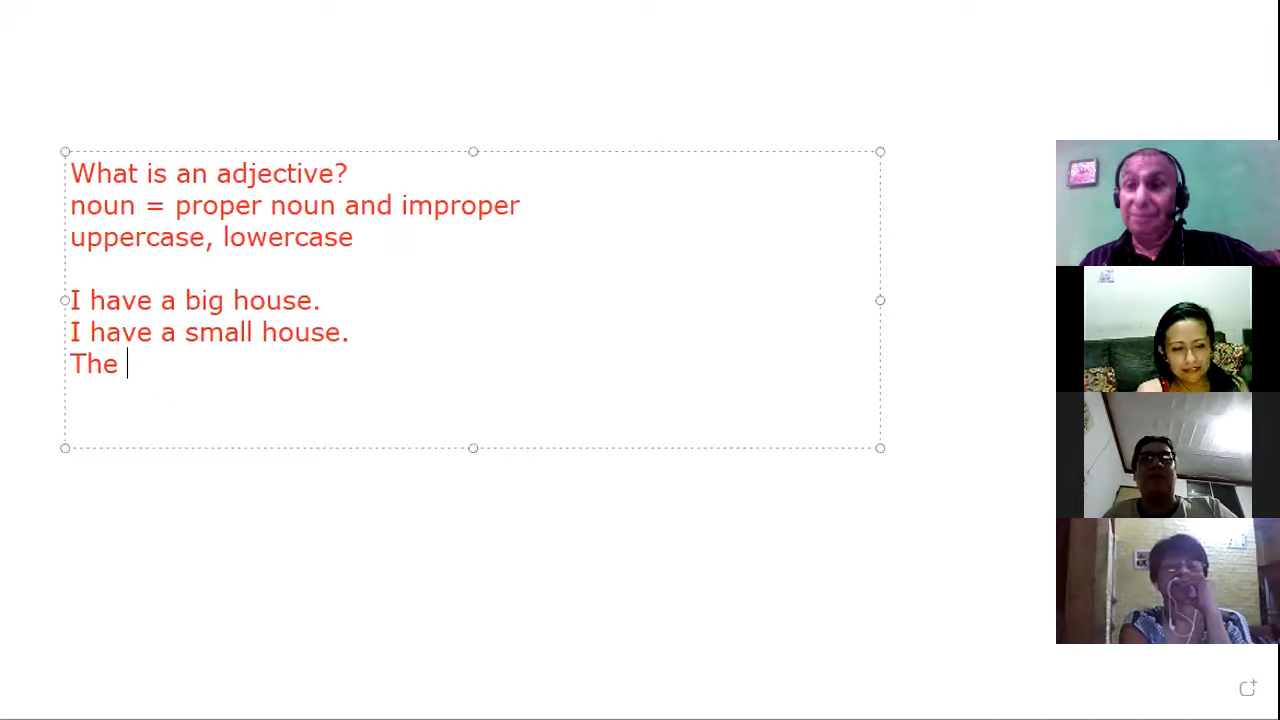 What is an adjective?
noun = proper noun and improper
uppercase, lowercase
I have a big house.
I have a small house.
The